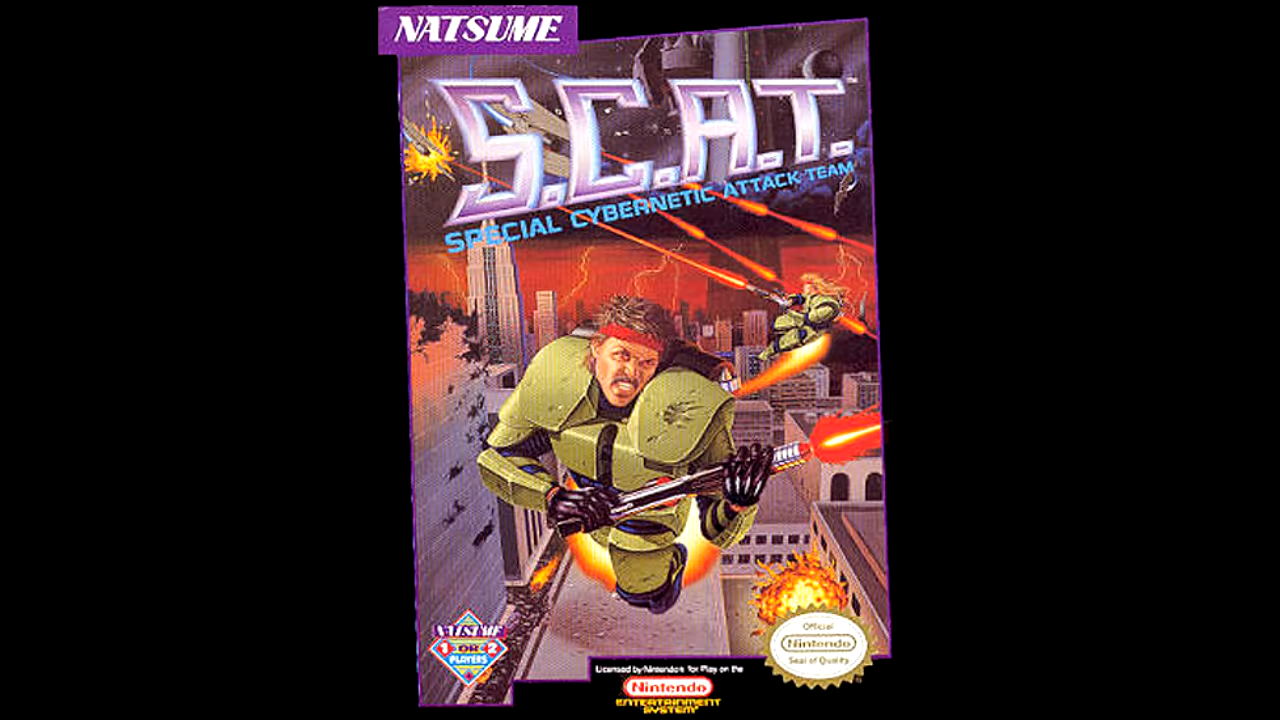 NATSUME
S.C.A.T.™
SPECIAL CYBERNETIC ATTACK TEAM
NATSUME
1 OR 2
PLAYERS
Official
Nintendo
Seal of Quality
Licensed by Nintendo® for Play on the
Nintendo
ENTERTAINMENT
SYSTEM®